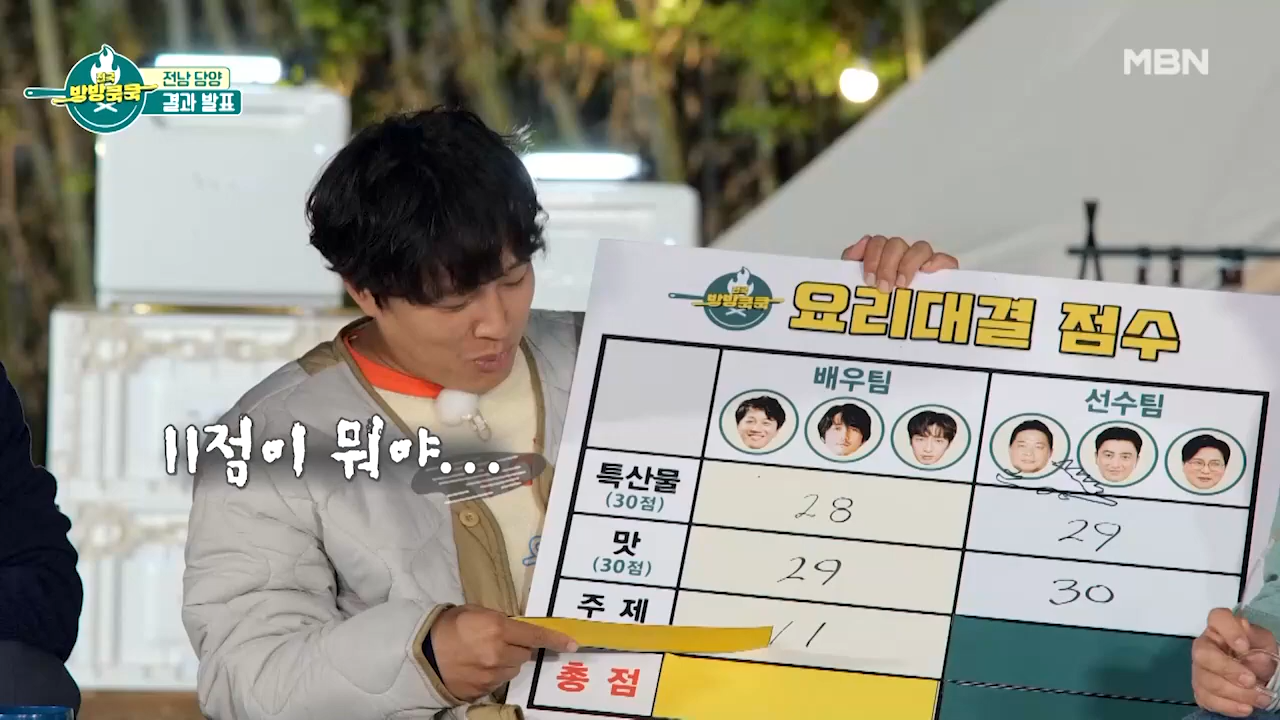 MBN
전국
방방쿡쿡
전남 담양
결과 발표
방방쿡쿡
요리대결 점수
배우팀
선수팀
특산물
(30점)
28
29
맛
(30점)
29
30
주제
11
총점
11점이 뭐야...